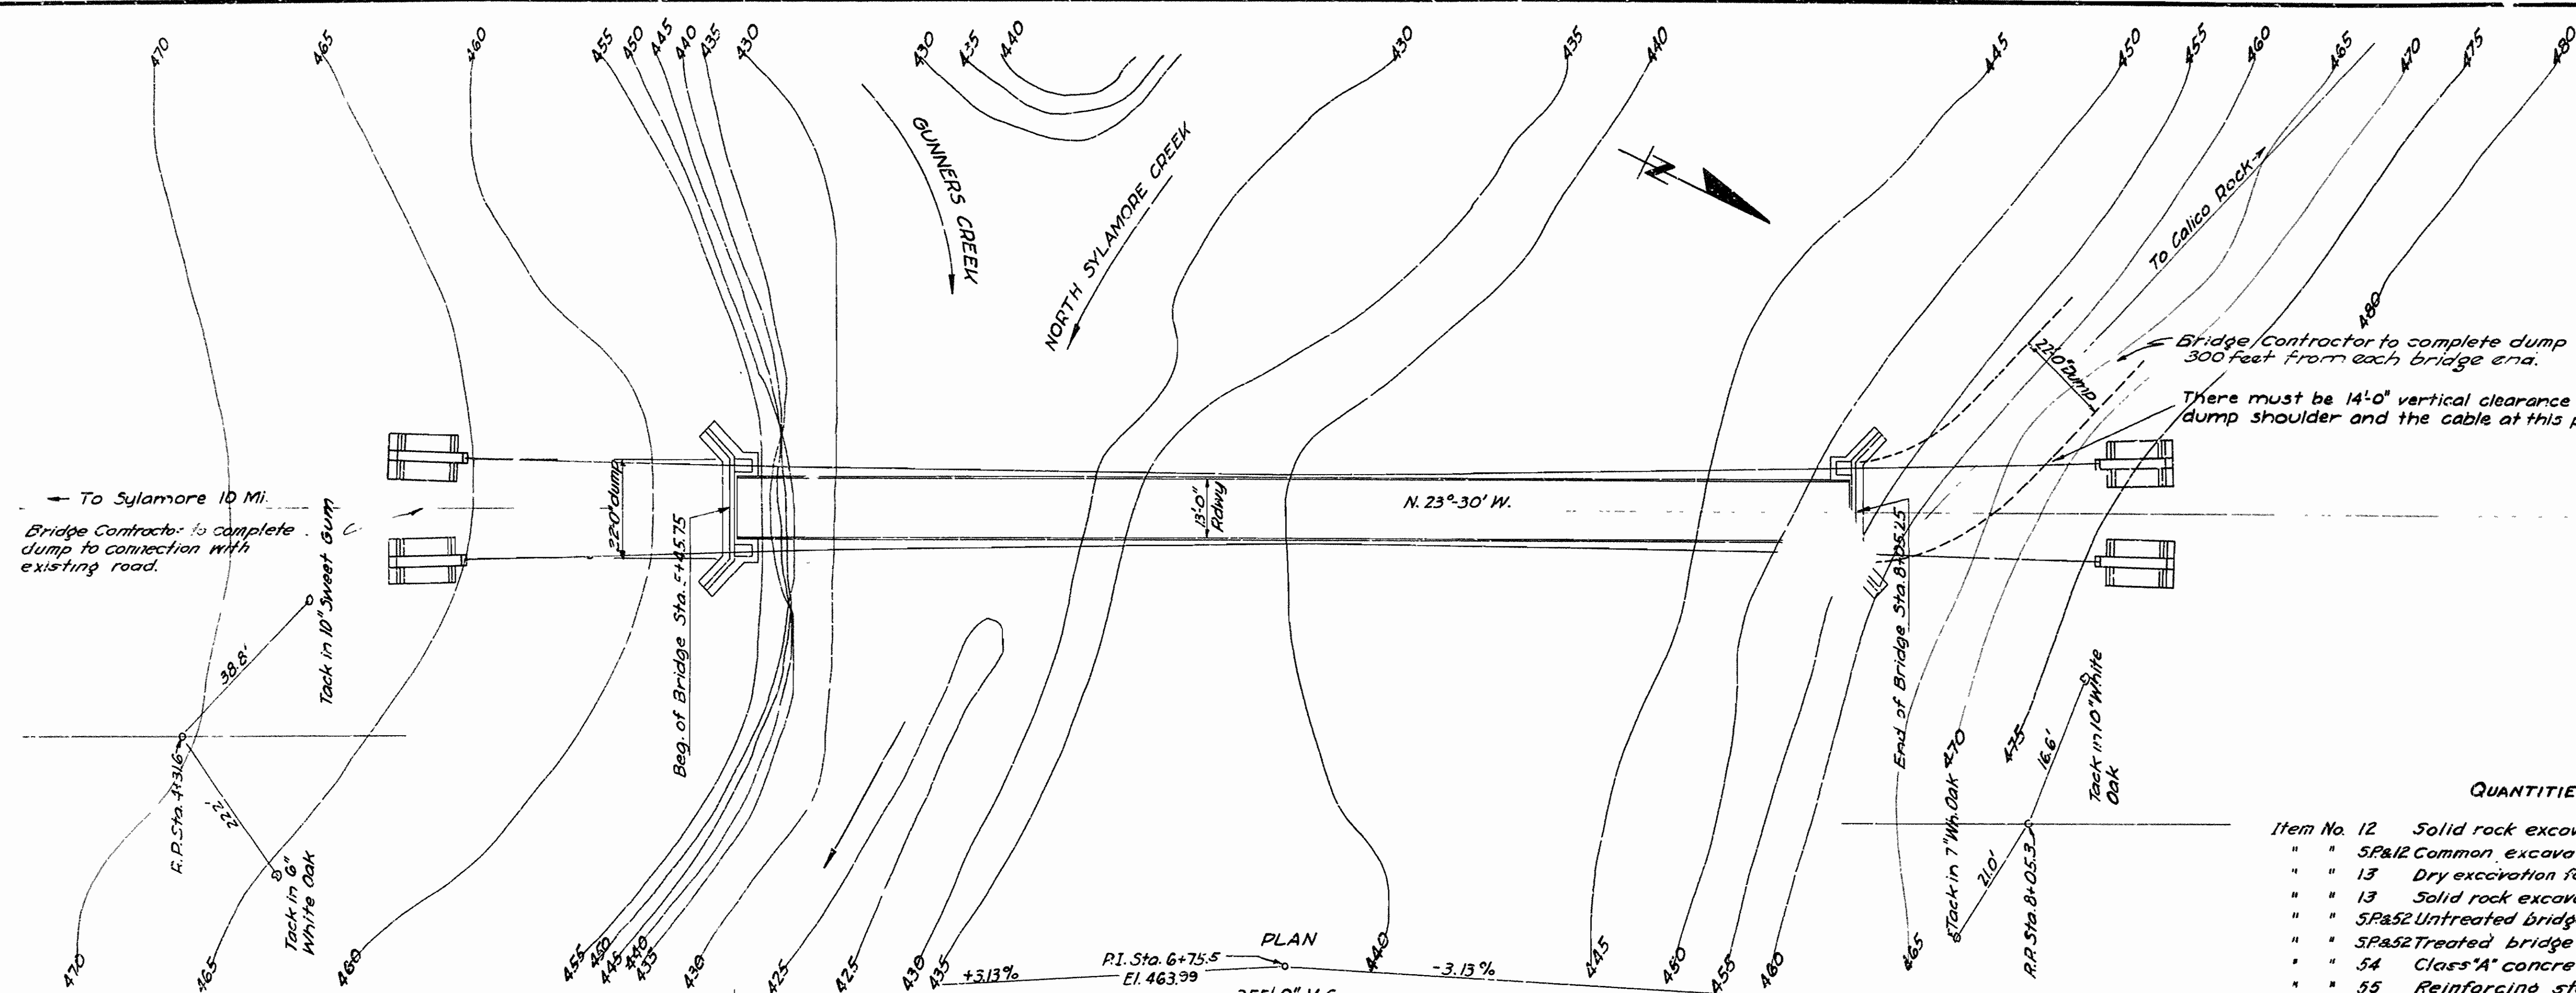 470
465
460
455
450
445
440
435
430
430
435
440
430
435
440
445
450
455
460
465
470
475
480
GUNNERS CREEK
NORTH SYLAMORE CREEK
N
To Calico Rock
480
Bridge Contractor to complete dump
300 feet from each bridge end.
22'-0" Dump
There must be 14'-0" vertical clearance
dump shoulder and the cable at this
To Sylamore 10 Mi.
Bridge Contractor to complete
dump to connection with
existing road.
22'-0" dump
13'-0"
Rdwy
N. 23°-30' W.
Beg. of Bridge Sta. 5+45.75
End of Bridge Sta. 8+05.25
Tack in 10" Sweet Gum
38.8'
R.P. Sta. 4+31.6
22'
Tack in 6"
White Oak
470
475
16.6'
Tack in 10" White
Oak
Tack in 7" Wh. Oak
21.0'
R.P. Sta. 8+05.3
470
465
460
455
450
445
440
435
430
425
425
430
435
440
445
450
455
460
465
PLAN
P.I. Sta. 6+75.5
El. 463.99
+3.13%
-3.13%
QUANTITIE
Item No. 12 Solid rock excav
" " S.P.&12 Common excava
" " 13 Dry excavation fo
" " 13 Solid rock excav
" " S.P.&52 Untreated bridg
" " S.P.&52 Treated bridge
" " 54 Class "A" concre
" " 55 Reinforcing st